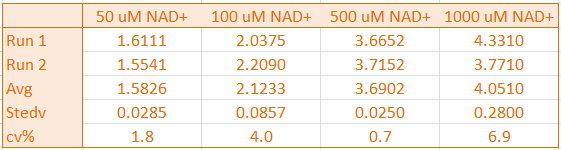 50 uM NAD+ 100 uM NAD+ 500 uM NAD+ 1000 uM NAD+
Run 1 1.6111 2.0375 3.6652 4.3310
Run 2 1.5541 2.2090 3.7152 3.7710
Avg 1.5826 2.1233 3.6902 4.0510
Stedv 0.0285 0.0857 0.0250 0.2800
cv% 1.8 4.0 0.7 6.9